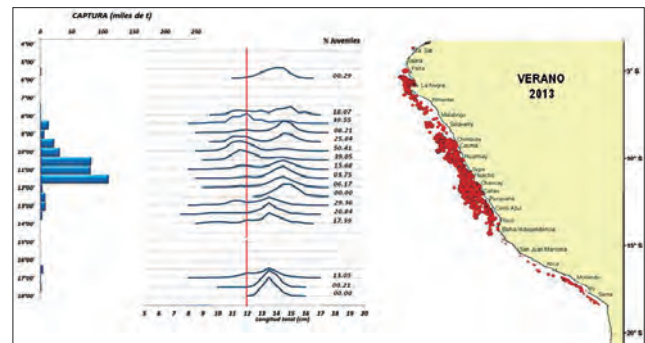 CAPTURA (miles de t)
0 50 100 150 200 250
% Juveniles
4°00'
5°00'
6°00'
7°00'
8°00'
9°00'
10°00'
11°00'
12°00'
13°00'
14°00'
15°00'
16°00'
17°00'
18°00'
00.29
18.07
39.55
06.21
25.84
50.41
39.05
15.68
03.75
06.17
00.00
29.36
20.84
17.39
13.05
00.21
00.00
5 6 7 8 9 10 11 12 13 14 15 16 17 18 19 20
Longitud total (cm)
VERANO
2013
5°S
10°S
15°S
20°S
Paita
Pimentel
Malabrigo
Salaverry
Chimbote
Casma
Huarmey
Supe
Huacho
Chancay
Callao
Pucusana
Cerro Azul
Pisco
Bahia Independencia
San Juan Marcona
Atico
Mollendo
Ilo
Sama